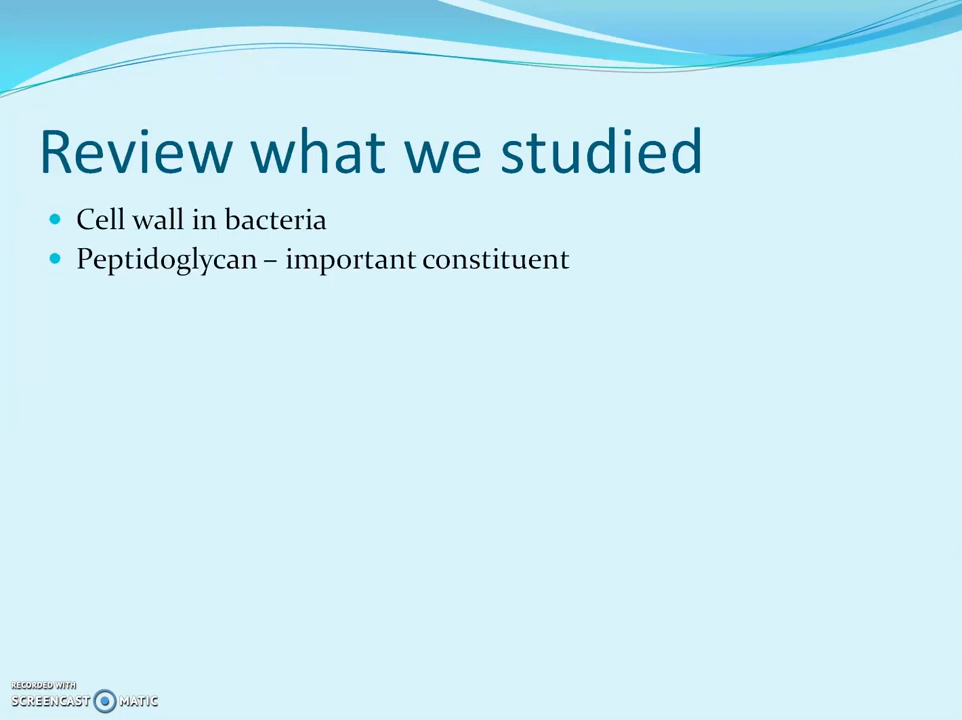 Review what we studied
Cell wall in bacteria
Peptidoglycan – important constituent
RECORDED WITH
SCREENCAST MATIC